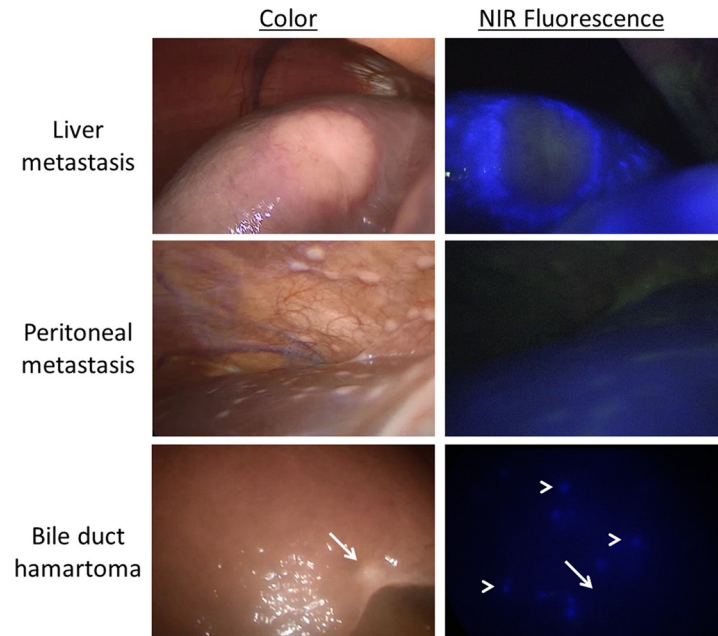 Color
NIR Fluorescence
Liver
metastasis
Peritoneal
metastasis
Bile duct
hamartoma